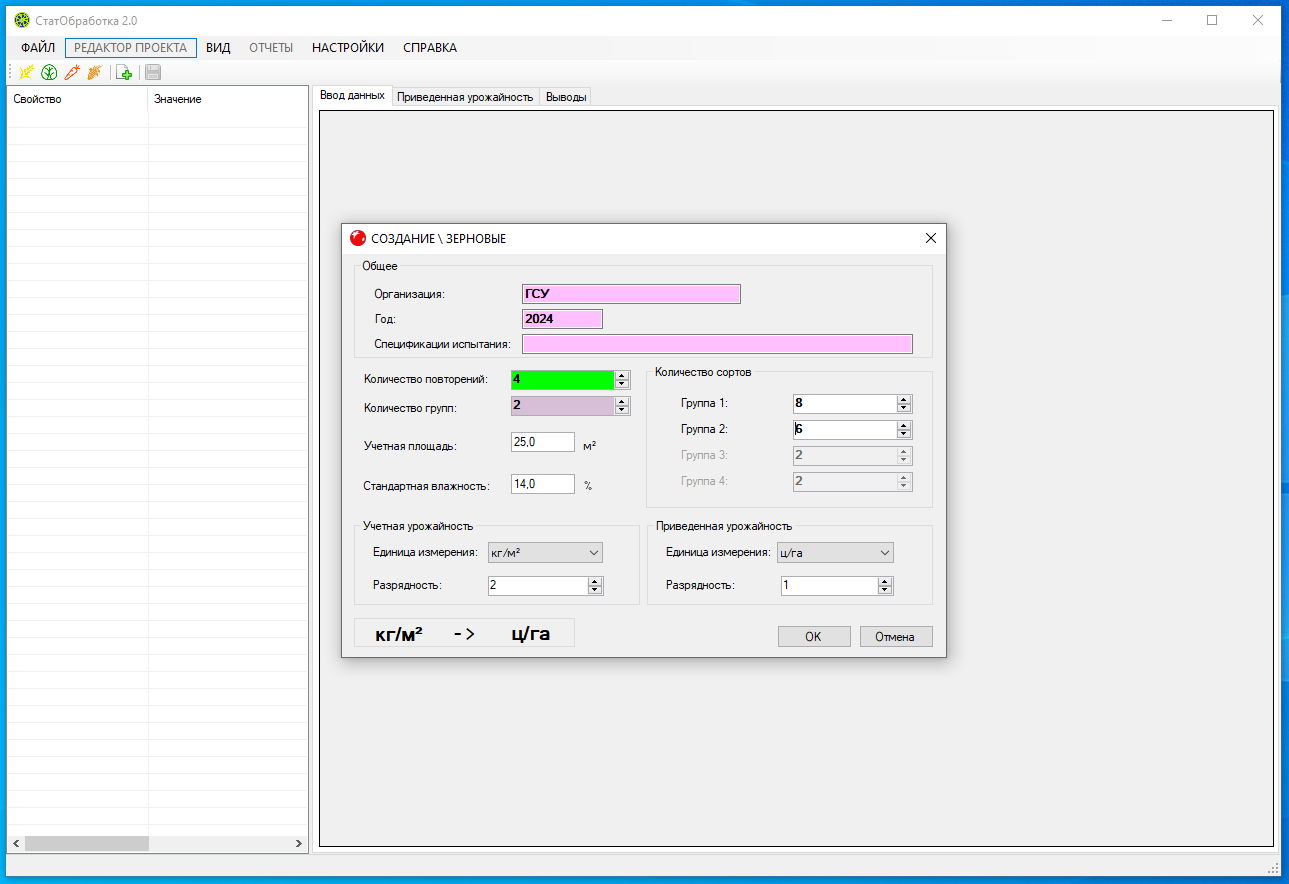 СтатОбработка 2.0
ФАЙЛ РЕДАКТОР ПРОЕКТА ВИД ОТЧЕТЫ НАСТРОЙКИ СПРАВКА
Свойство Значение
Ввод данных Приведенная урожайность Выводы
СОЗДАНИЕ \ ЗЕРНОВЫЕ
Общее
Организация: ГСУ
Год: 2024
Спецификации испытания:
Количество повторений: 4
Количество групп: 2
Учетная площадь: 25,0 м²
Стандартная влажность: 14,0 %
Количество сортов
Группа 1: 8
Группа 2: 6
Группа 3: 2
Группа 4: 2
Учетная урожайность
Единица измерения: кг/м²
Разрядность: 2
Приведенная урожайность
Единица измерения: ц/га
Разрядность: 1
кг/м² -> ц/га
OK Отмена